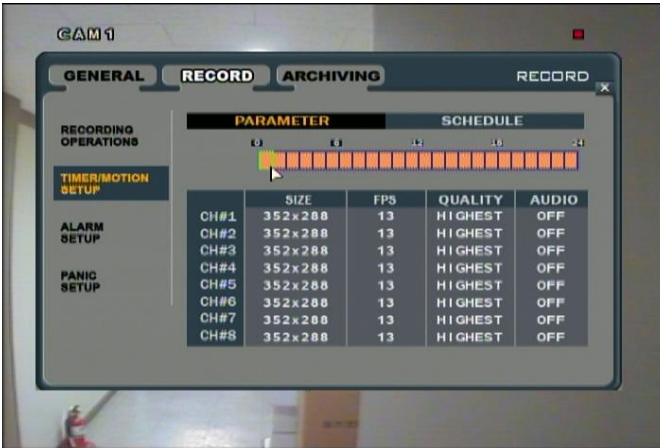 CAM 1
GENERAL RECORD ARCHIVING RECORD
RECORDING OPERATIONS
TIMER/MOTION SETUP
ALARM SETUP
PANIC SETUP
PARAMETER SCHEDULE
0 6 12 18 24
SIZE FPS QUALITY AUDIO
CH#1 352x288 13 HIGHEST OFF
CH#2 352x288 13 HIGHEST OFF
CH#3 352x288 13 HIGHEST OFF
CH#4 352x288 13 HIGHEST OFF
CH#5 352x288 13 HIGHEST OFF
CH#6 352x288 13 HIGHEST OFF
CH#7 352x288 13 HIGHEST OFF
CH#8 352x288 13 HIGHEST OFF